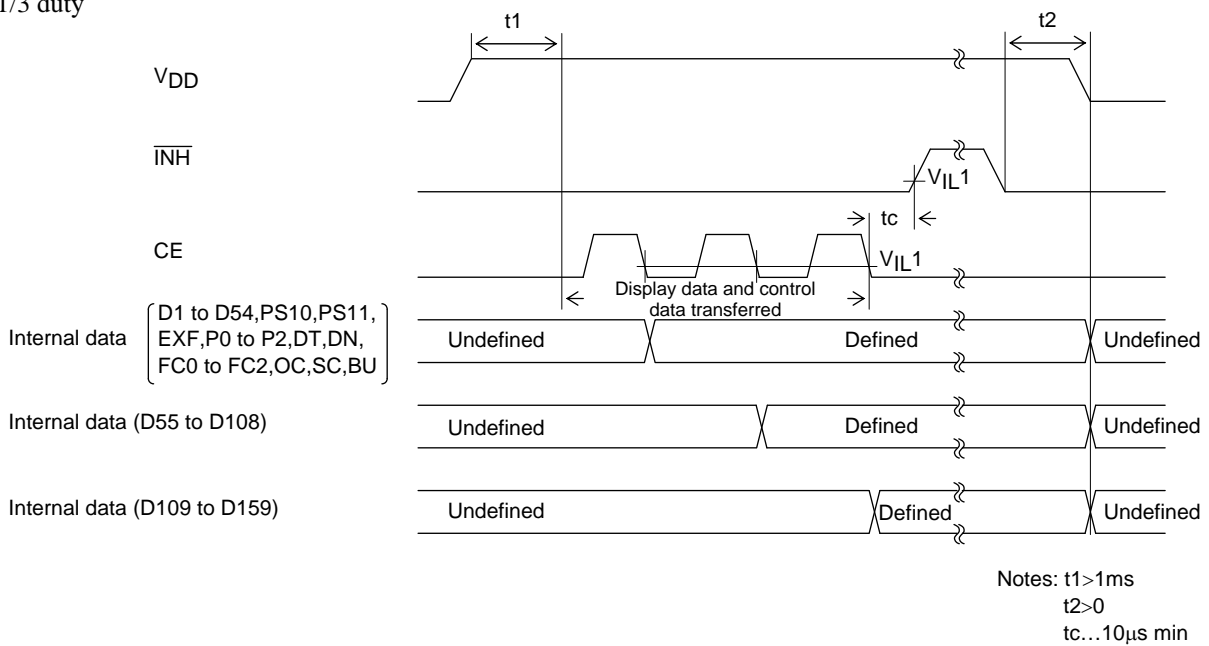 1/3 duty
t1
t2
VDD
INH
VIL1
tc
CE
VIL1
Display data and control
data transferred
Internal data
D1 to D54,PS10,PS11,
EXF,P0 to P2,DT,DN,
FC0 to FC2,OC,SC,BU
Undefined
Defined
Undefined
Internal data (D55 to D108)
Undefined
Defined
Undefined
Internal data (D109 to D159)
Undefined
Defined
Undefined
Notes: t1>1ms
t2>0
tc…10μs min